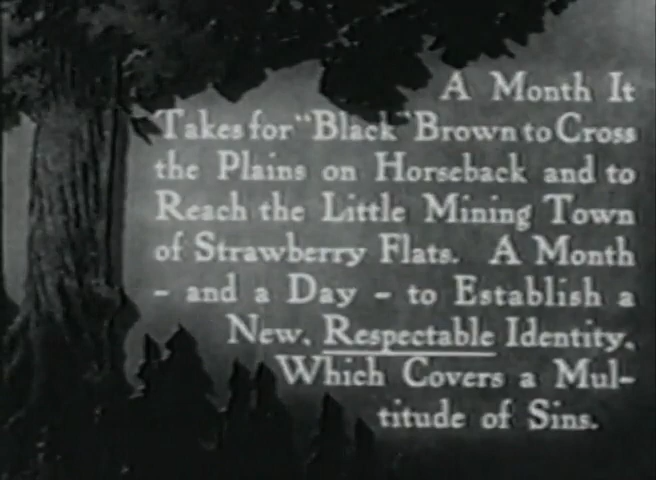 A Month It
Takes for "Black" Brown to Cross
the Plains on Horseback and to
Reach the Little Mining Town
of Strawberry Flats. A Month
- and a Day - to Establish a
New, Respectable Identity,
Which Covers a Mul-
titude of Sins.